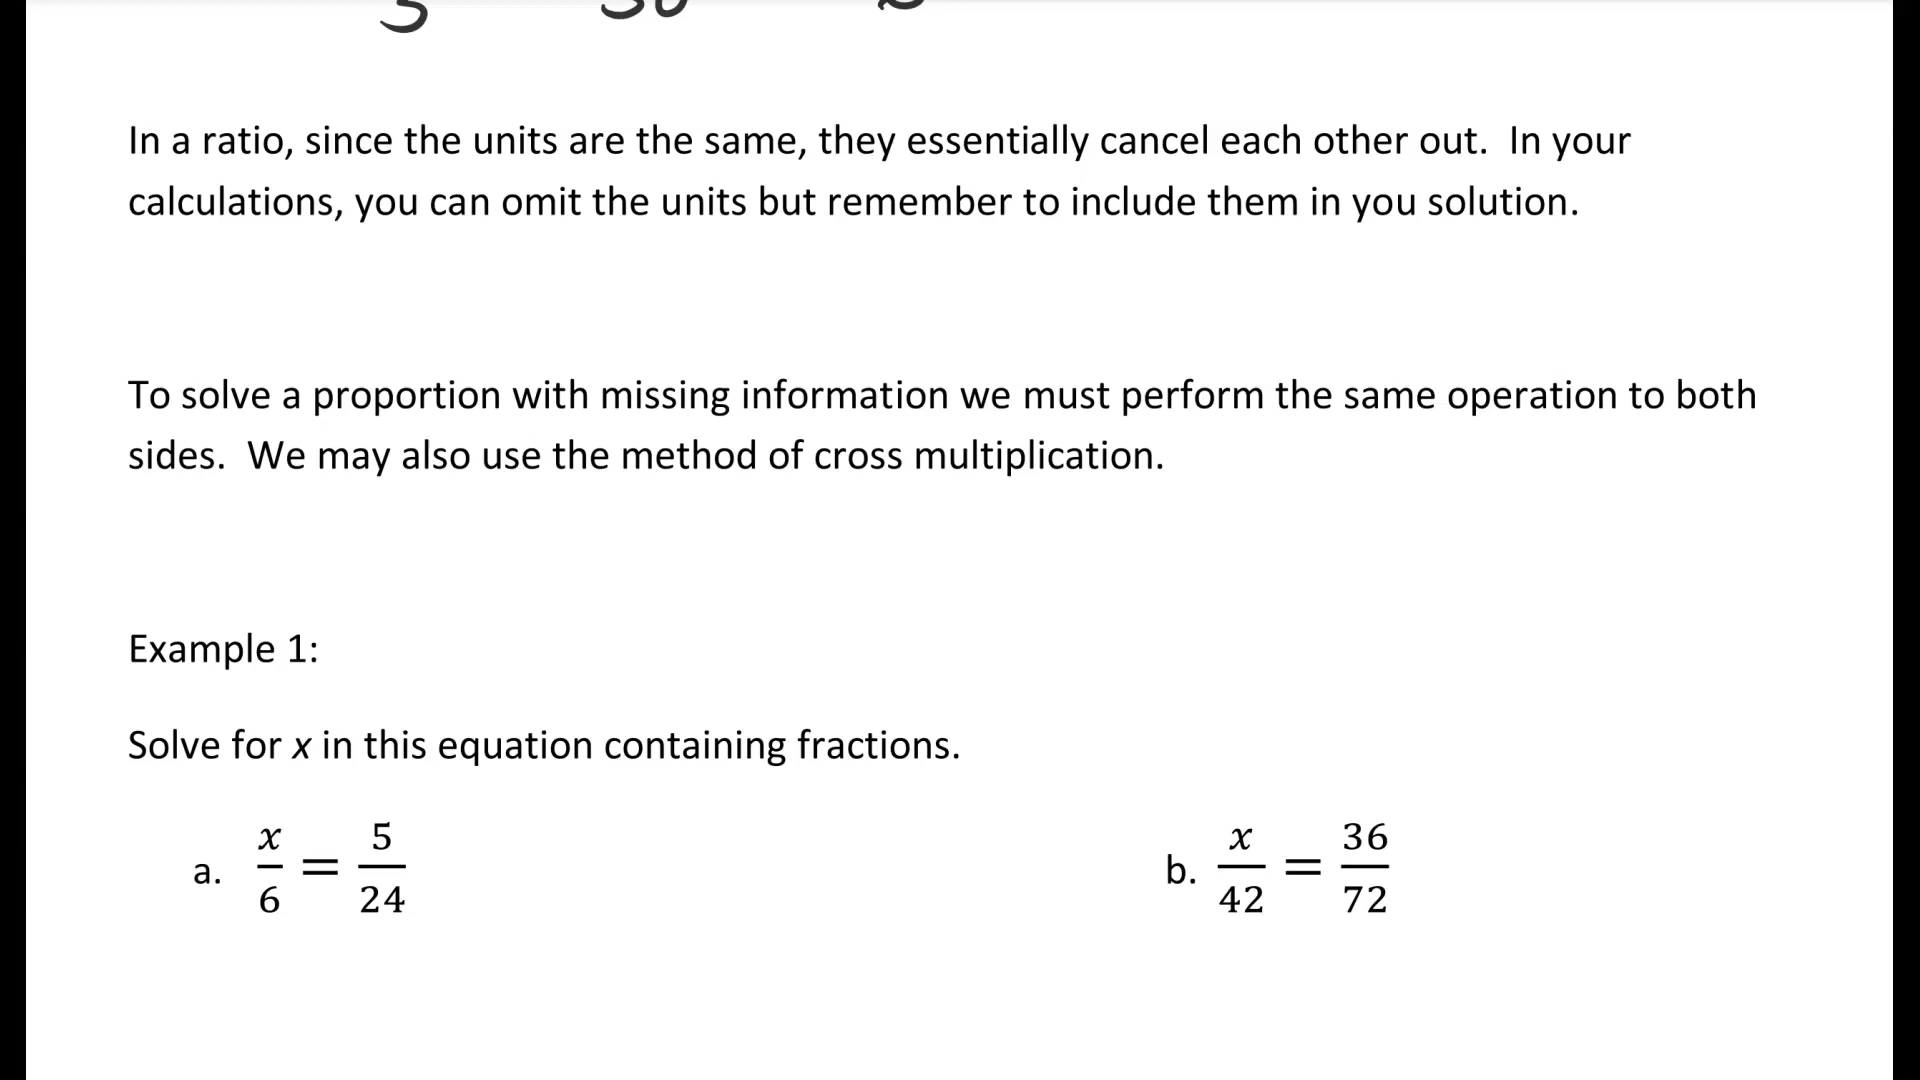 In a ratio, since the units are the same, they essentially cancel each other out. In your
calculations, you can omit the units but remember to include them in you solution.
To solve a proportion with missing information we must perform the same operation to both
sides. We may also use the method of cross multiplication.
Example 1:
Solve for x in this equation containing fractions.
a. x/6 = 5/24
b. x/42 = 36/72